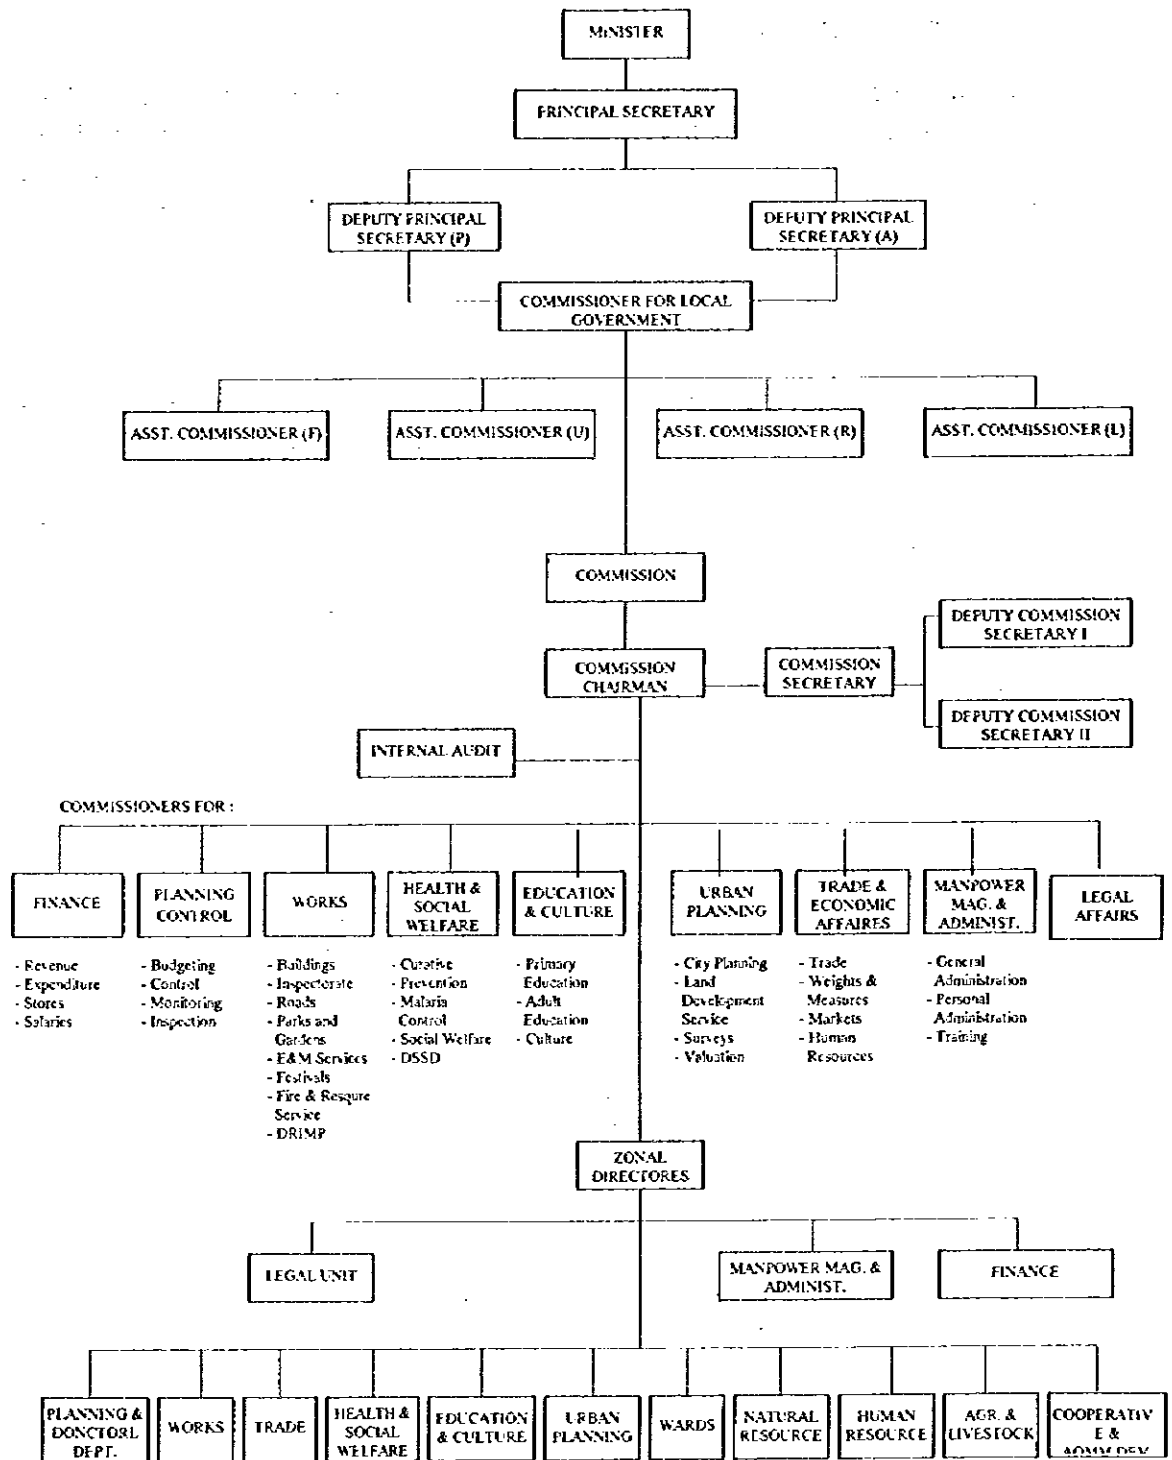 MINISTER
PRINCIPAL SECRETARY
DEPUTY PRINCIPAL
SECRETARY (P)
DEPUTY PRINCIPAL
SECRETARY (A)
COMMISSIONER FOR LOCAL
GOVERNMENT
ASST. COMMISSIONER (F)
ASST. COMMISSIONER (U)
ASST. COMMISSIONER (R)
ASST. COMMISSIONER (L)
COMMISSION
COMMISSION
CHAIRMAN
COMMISSION
SECRETARY
DEPUTY COMMISSION
SECRETARY I
DEPUTY COMMISSION
SECRETARY II
INTERNAL AUDIT
COMMISSIONERS FOR :
FINANCE
PLANNING
CONTROL
WORKS
HEALTH &
SOCIAL
WELFARE
EDUCATION
& CULTURE
URBAN
PLANNING
TRADE &
ECONOMIC
AFFAIRES
MANPOWER
MAG. &
ADMINIST.
LEGAL
AFFAIRS
- Revenue
- Expenditure
- Stores
- Salaries
- Budgeting
- Control
- Monitoring
- Inspection
- Buildings
- Inspectorate
- Roads
- Parks and
Gardens
- E&M Services
- Festivals
- Fire & Resqure
Service
- DRIMP
- Curative
- Prevention
- Malaria
Control
- Social Welfare
- DSSD
- Primary
Education
- Adult
Education
- Culture
- City Planning
- Land
Development
Service
- Surveys
- Valuation
- Trade
- Weights &
Measures
- Markets
- Human
Resources
- General
Administration
- Personal
Administration
- Training
ZONAL
DIRECTORES
LEGAL UNIT
MANPOWER MAG. &
ADMINIST.
FINANCE
PLANNING &
DONCTORL
DEPT.
WORKS
TRADE
HEALTH &
SOCIAL
WELFARE
EDUCATION
& CULTURE
URBAN
PLANNING
WARDS
NATURAL
RESOURCE
HUMAN
RESOURCE
AGR. &
LIVESTOCK
COOPERATIV
E &